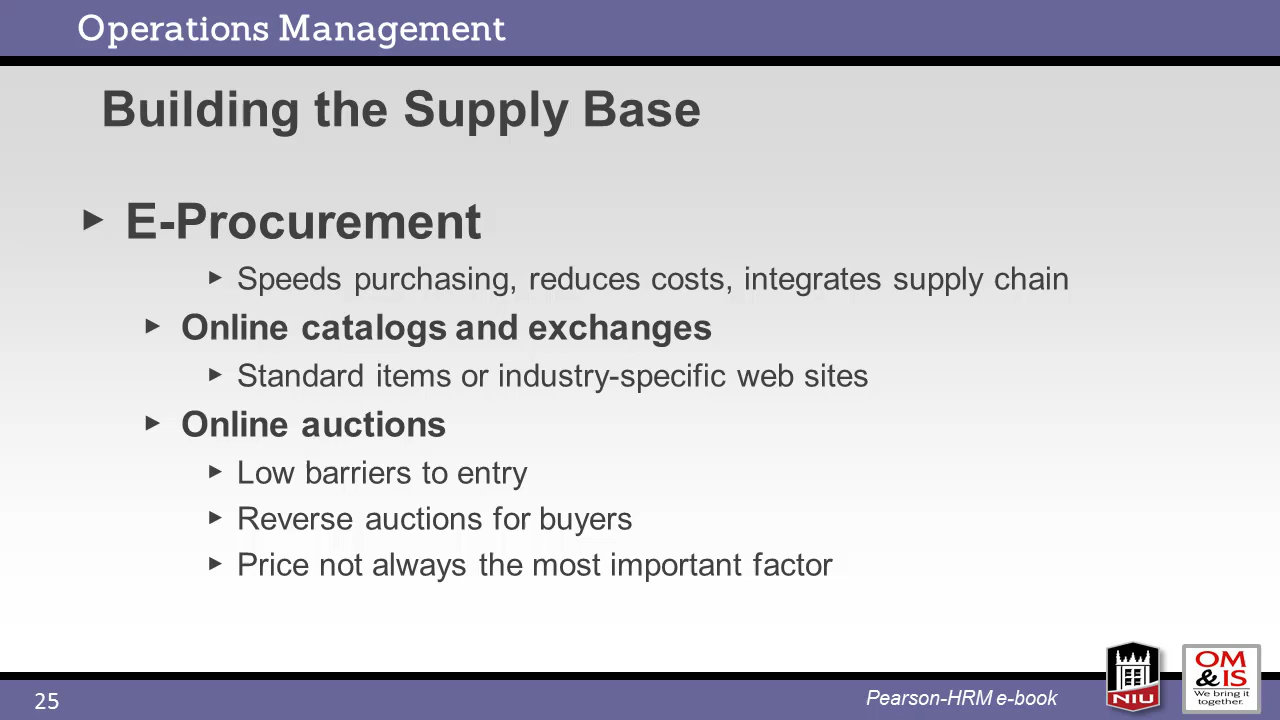 Operations Management
Building the Supply Base
▸ E-Procurement
▸ Speeds purchasing, reduces costs, integrates supply chain
▸ Online catalogs and exchanges
▸ Standard items or industry-specific web sites
▸ Online auctions
▸ Low barriers to entry
▸ Reverse auctions for buyers
▸ Price not always the most important factor
25
Pearson-HRM e-book
NIU
OM
&IS
We bring it
together.